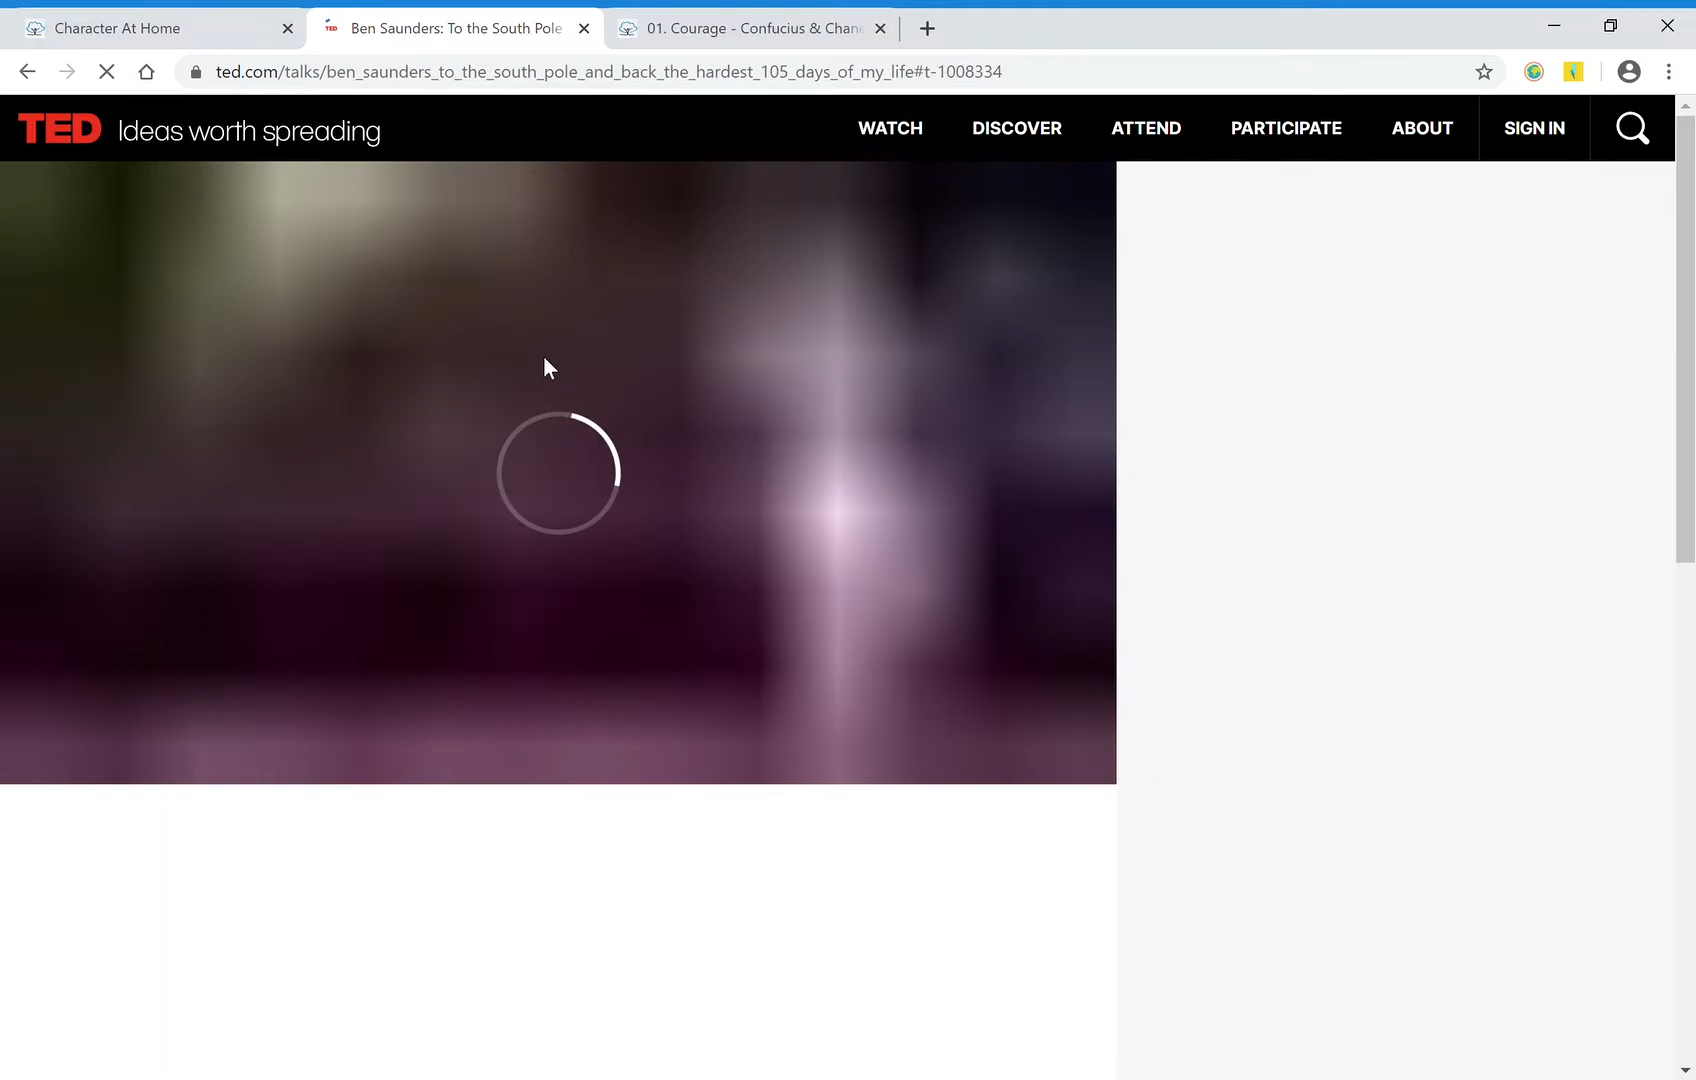 Character At Home
TED Ben Saunders: To the South Pole
01. Courage - Confucius & Chan
ted.com/talks/ben_saunders_to_the_south_pole_and_back_the_hardest_105_days_of_my_life#t-1008334
TED Ideas worth spreading
WATCH DISCOVER ATTEND PARTICIPATE ABOUT SIGN IN